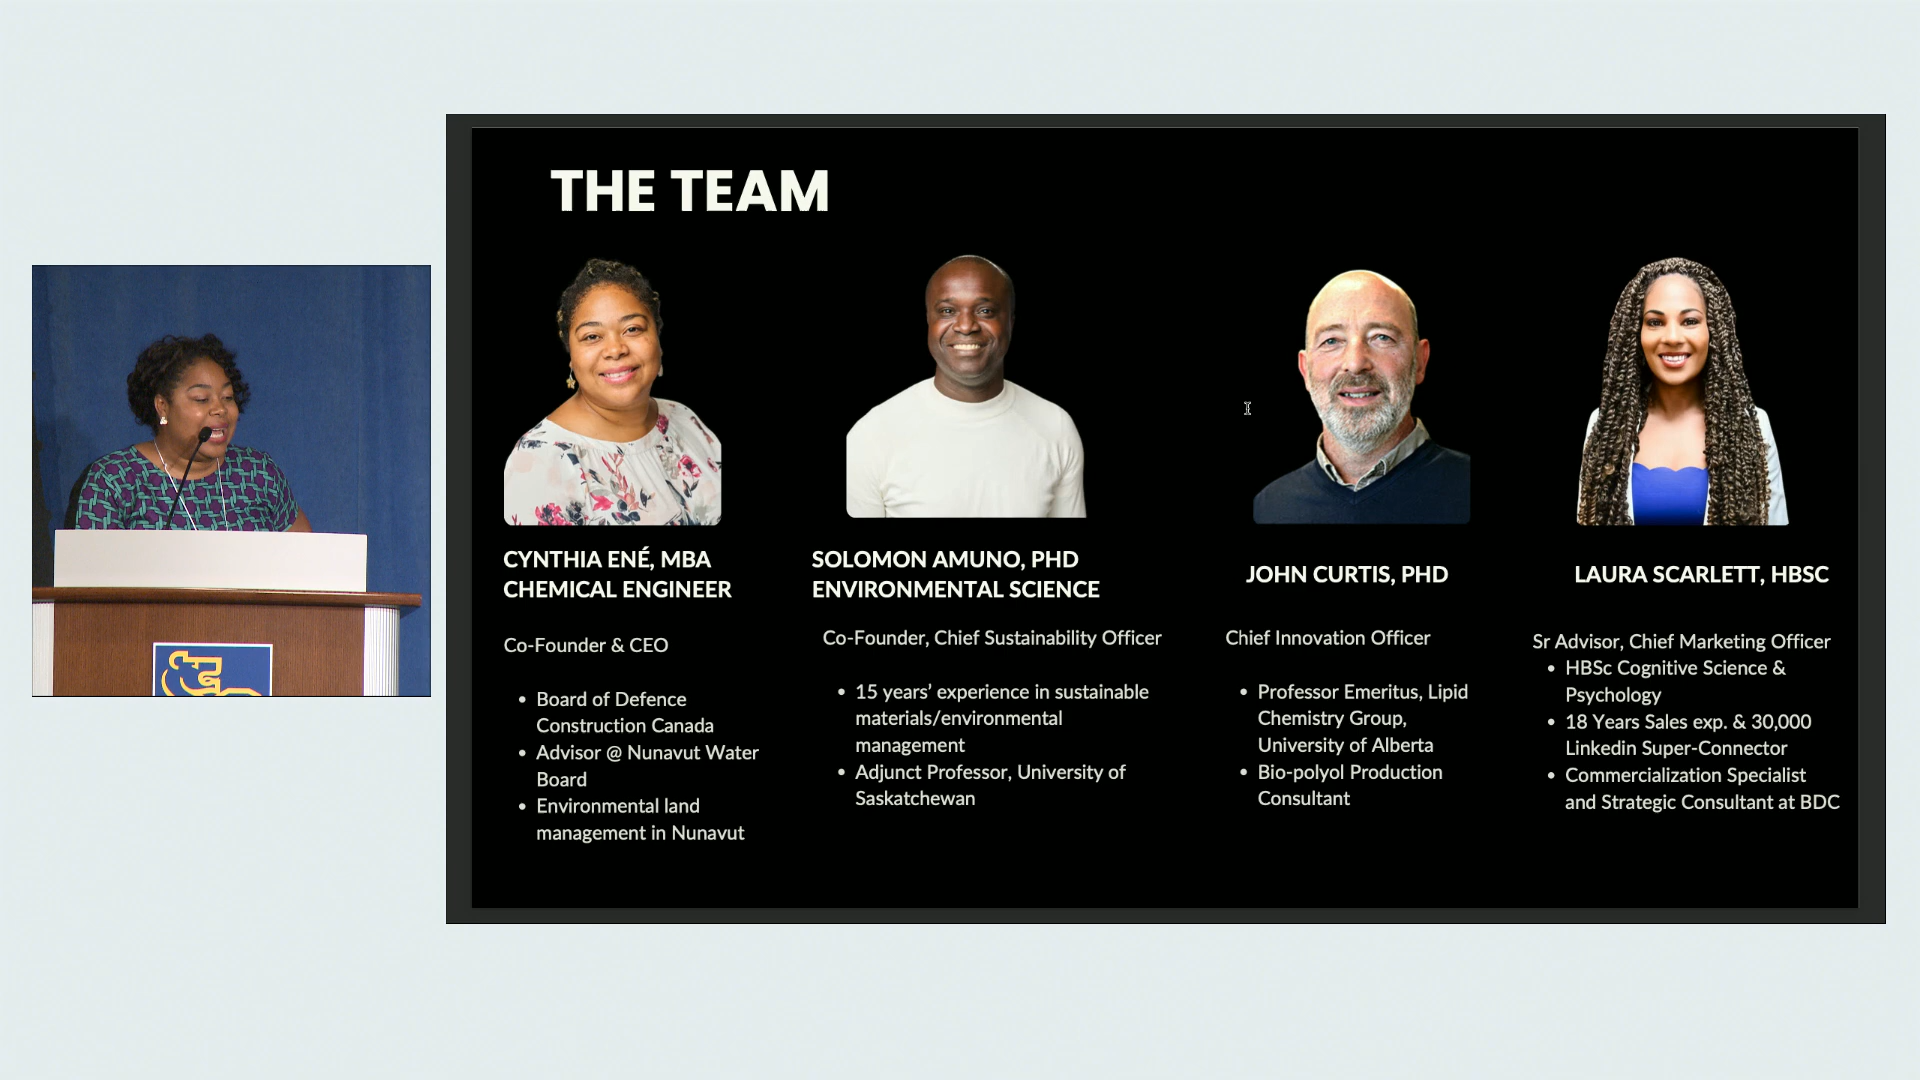 THE TEAM
CYNTHIA ENÉ, MBA
CHEMICAL ENGINEER
Co-Founder & CEO
• Board of Defence
Construction Canada
• Advisor @ Nunavut Water
Board
• Environmental land
management in Nunavut
SOLOMON AMUNO, PHD
ENVIRONMENTAL SCIENCE
Co-Founder, Chief Sustainability Officer
• 15 years’ experience in sustainable
materials/environmental
management
• Adjunct Professor, University of
Saskatchewan
JOHN CURTIS, PHD
Chief Innovation Officer
• Professor Emeritus, Lipid
Chemistry Group,
University of Alberta
• Bio-polyol Production
Consultant
LAURA SCARLETT, HBSC
Sr Advisor, Chief Marketing Officer
• HBSc Cognitive Science &
Psychology
• 18 Years Sales exp. & 30,000
Linkedin Super-Connector
• Commercialization Specialist
and Strategic Consultant at BDC